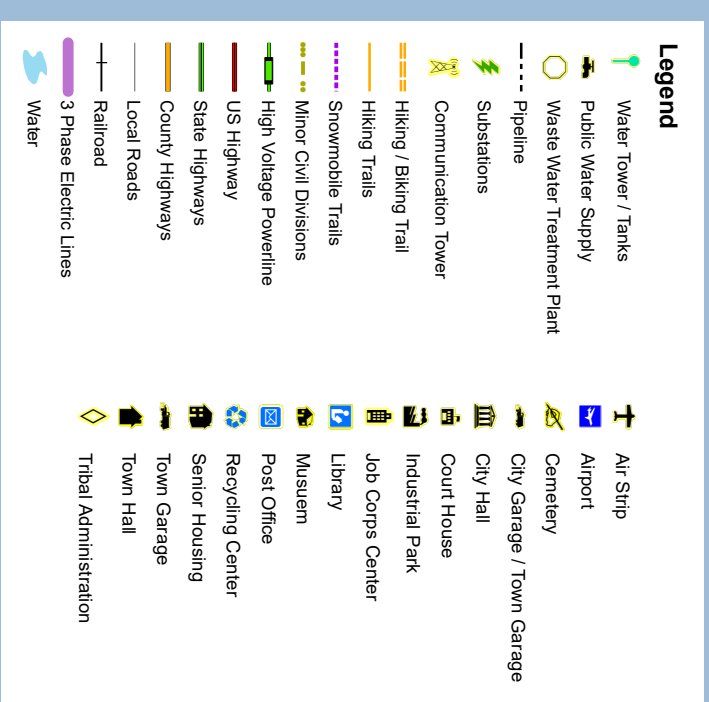 Legend
Water Tower / Tanks
Public Water Supply
Waste Water Treatment Plant
Pipeline
Substations
Communication Tower
Hiking / Biking Trail
Hiking Trails
Snowmobile Trails
Minor Civil Divisions
High Voltage Powerline
US Highway
State Highways
County Highways
Local Roads
Railroad
3 Phase Electric Lines
Water
Air Strip
Airport
Cemetery
City Garage / Town Garage
City Hall
Court House
Industrial Park
Job Corps Center
Library
Musuem
Post Office
Recycling Center
Senior Housing
Town Garage
Town Hall
Tribal Administration